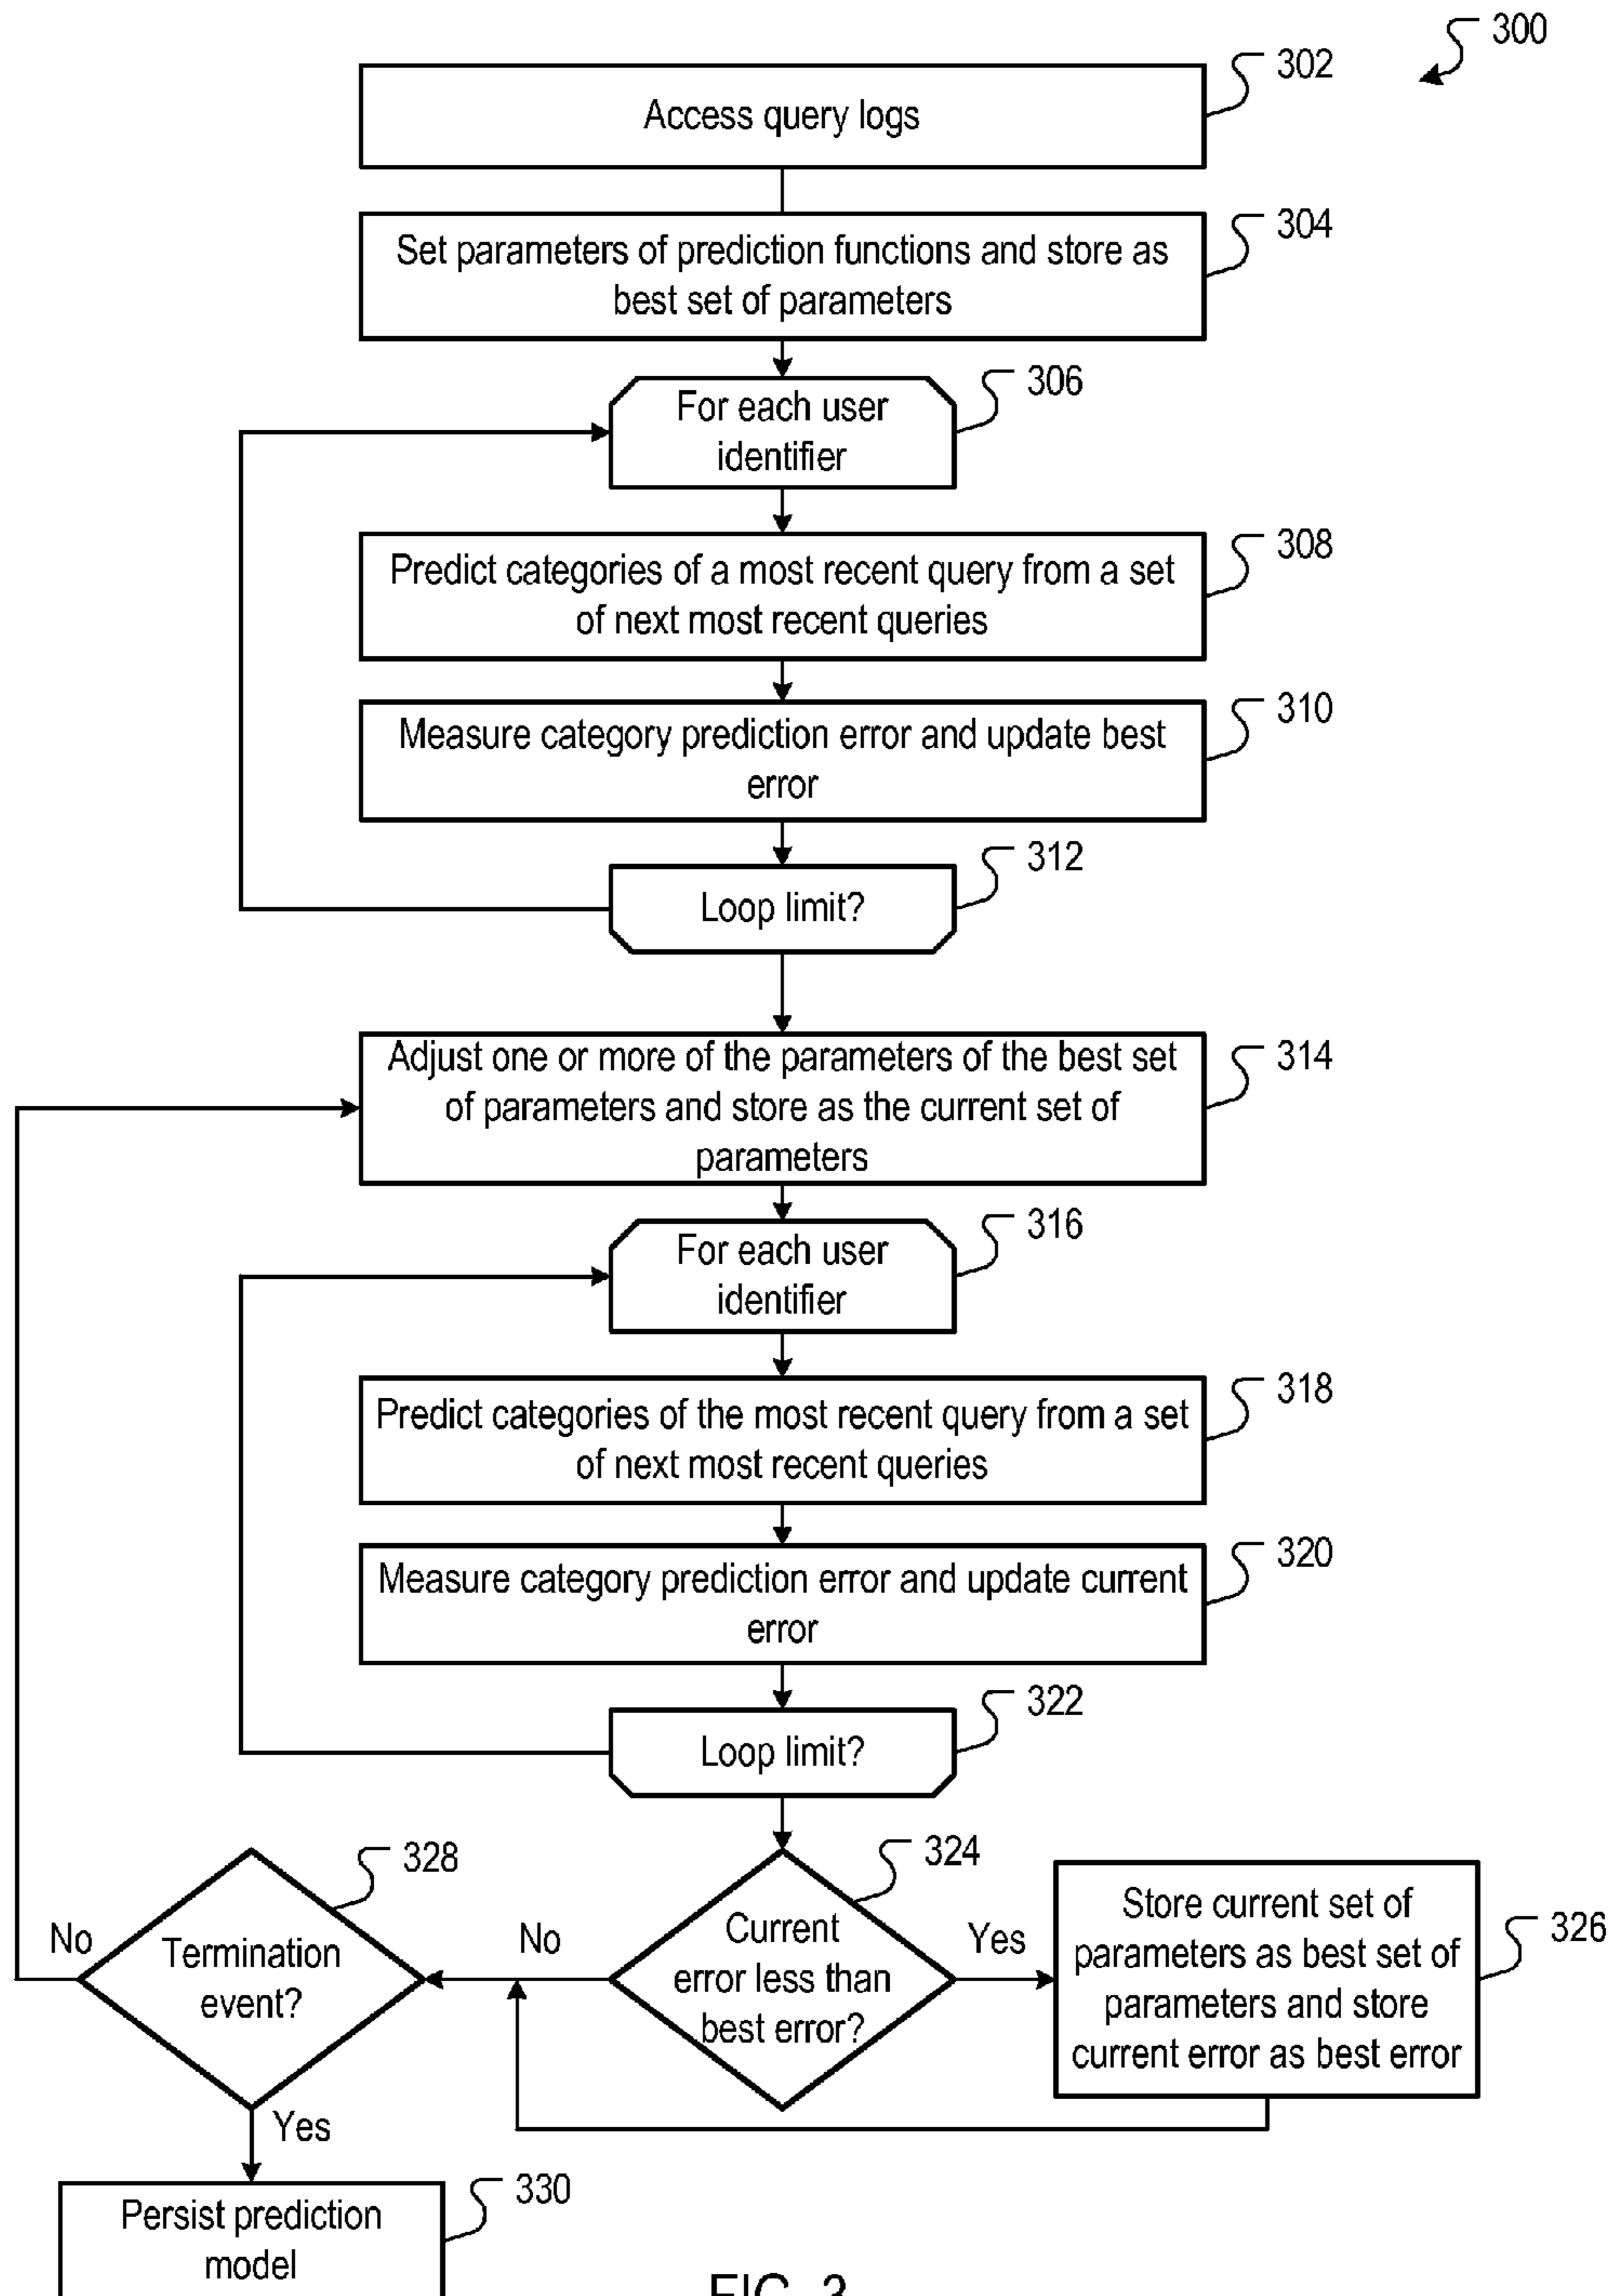 300
302
Access query logs
304
Set parameters of prediction functions and store as
best set of parameters
306
For each user
identifier
308
Predict categories of a most recent query from a set
of next most recent queries
310
Measure category prediction error and update best
error
312
Loop limit?
314
Adjust one or more of the parameters of the best set
of parameters and store as the current set of
parameters
316
For each user
identifier
318
Predict categories of the most recent query from a set
of next most recent queries
320
Measure category prediction error and update current
error
322
Loop limit?
324
Current
error less than
best error?
Yes
No
326
Store current set of
parameters as best set of
parameters and store
current error as best error
328
Termination
event?
No
Yes
330
Persist prediction
model
FIG. 3